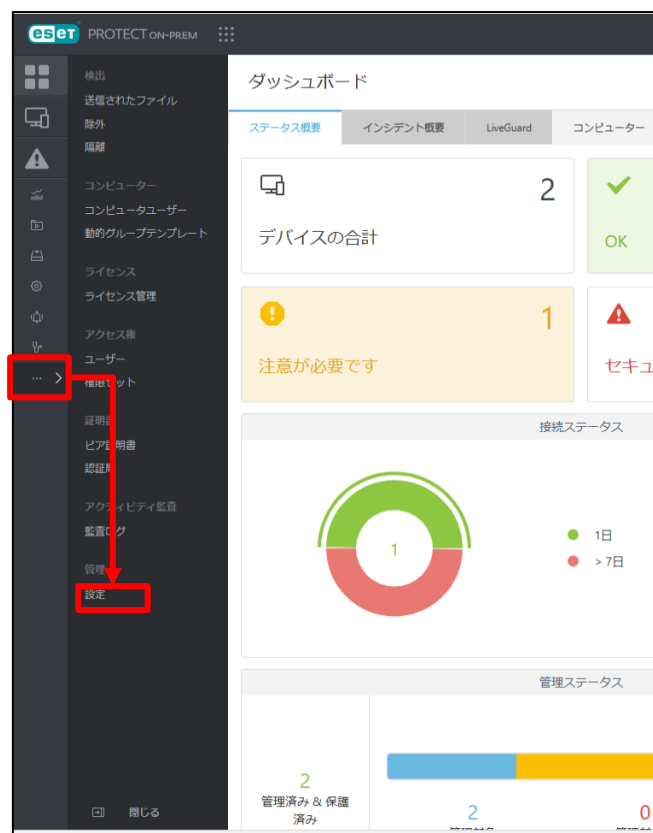 eset PROTECT ON-PREM
検出
送信されたファイル
除外
隔離
コンピューター
コンピュータユーザー
動的グループテンプレート
ライセンス
ライセンス管理
アクセス権
ユーザー
権限セット
証明書
ピア証明書
認証局
アクティビティ監査
監査ログ
管理
設定
閉じる
ダッシュボード
ステータス概要
インシデント概要
LiveGuard
コンピューター
2
デバイスの合計
OK
1
注意が必要です
セキュ
接続ステータス
1
1日
> 7日
管理ステータス
2
管理済み & 保護
済み
2
0